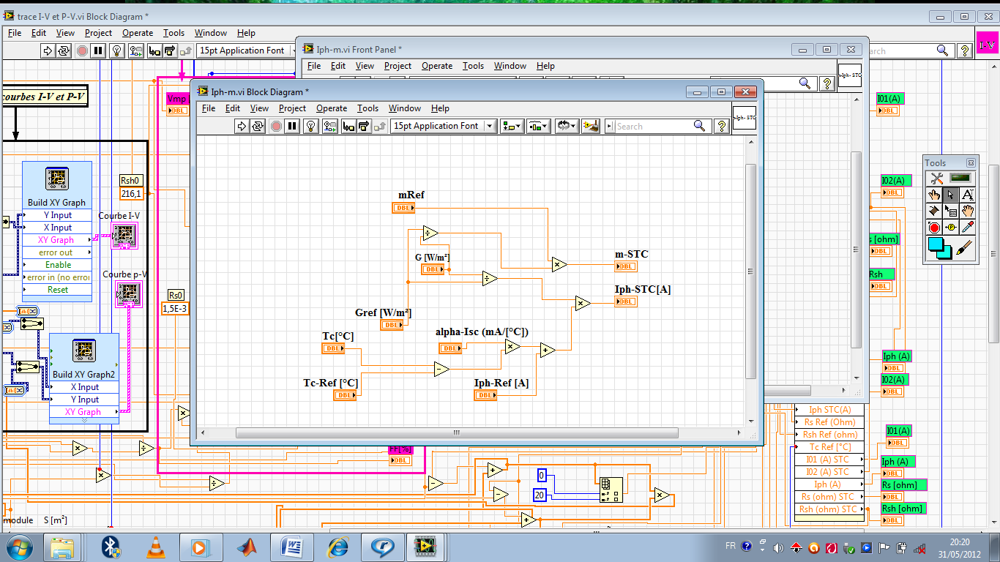 trace I-V et P-V.vi Block Diagram *
File Edit View Project Operate Tools Window Help
15pt Application Font
I-V
Iph-m.vi Front Panel *
File Edit View Project Operate Tools Window Help
Iph-m.vi Block Diagram *
File Edit View Project Operate Tools Window Help
15pt Application Font
Search
mRef
DBL
G [W/m²]
DBL
m-STC
DBL
Iph-STC[A]
DBL
Gref [W/m²]
DBL
Tc[°C]
DBL
alpha-Isc (mA/[°C])
DBL
Tc-Ref [°C]
DBL
Iph-Ref [A]
DBL
courbes I-V et P-V
Vmp
DBL
Rsh0
216,1
Build XY Graph
Y Input
X Input
XY Graph
error out
Enable
error in (no error
Reset
Courbe I-V
Courbe p-V
Rs0
1,5E-3
Build XY Graph2
X Input
Y Input
XY Graph
FF[%]
DBL
0
20
module S [m²]
Tools
I01(A)
DBL
I02(A)
DBL
s [ohm]
DBL
Rsh
DBL
Iph (A)
DBL
I02(A)
DBL
I01(A)
DBL
Iph (A)
DBL
Rs [ohm]
DBL
Rsh [ohm]
DBL
Iph STC(A)
Rs Ref (Ohm)
Rsh Ref (ohm)
Tc Ref [°C]
I01 (A) STC
I02 (A) STC
Iph (A)
Rs (ohm) STC
Rsh (ohm) STC
FR
20:20
31/05/2012